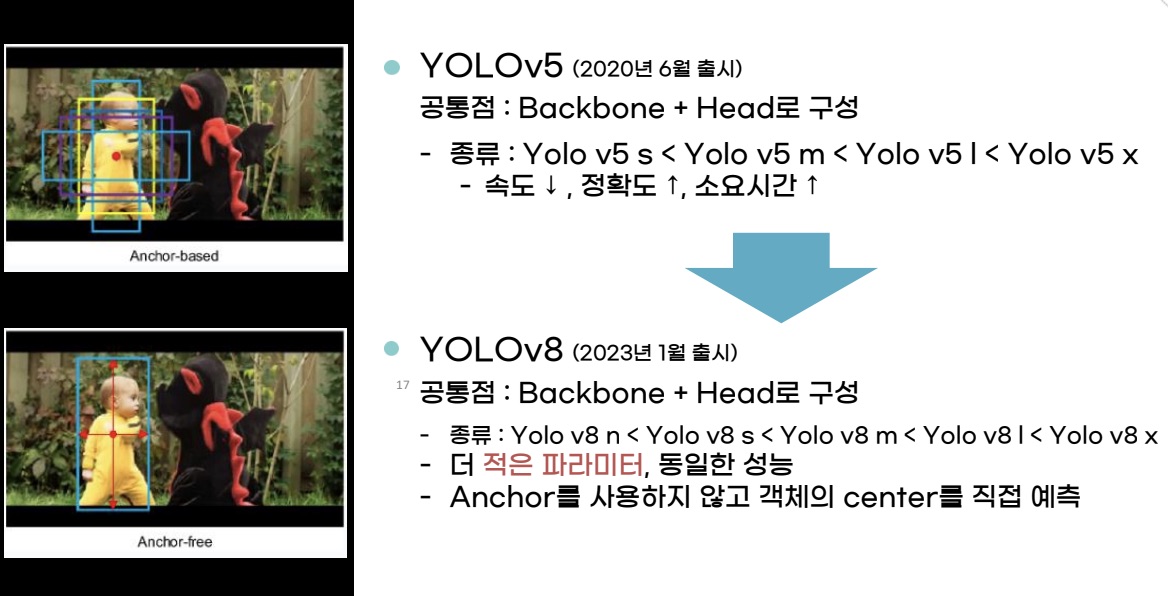 YOLOv5 (2020년 6월 출시)
공통점 : Backbone + Head로 구성
- 종류 : Yolo v5 s < Yolo v5 m < Yolo v5 l < Yolo v5 x
- 속도 ↓ , 정확도 ↑, 소요시간 ↑
Anchor-based
YOLOv8 (2023년 1월 출시)
17
공통점 : Backbone + Head로 구성
- 종류 : Yolo v8 n < Yolo v8 s < Yolo v8 m < Yolo v8 l < Yolo v8 x
- 더 적은 파라미터, 동일한 성능
- Anchor를 사용하지 않고 객체의 center를 직접 예측
Anchor-free